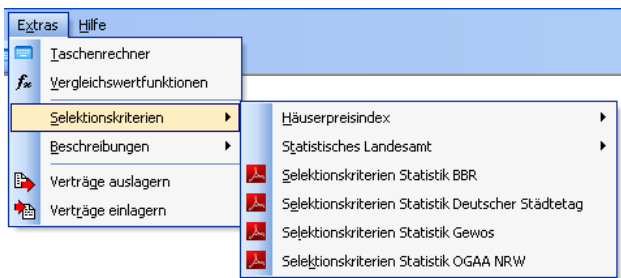 Extras Hilfe
Taschenrechner
Vergleichswertfunktionen
Selektionskriterien
Beschreibungen
Verträge auslagern
Verträge einlagern
Häuserpreisindex
Statistisches Landesamt
Selektionskriterien Statistik BBR
Selektionskriterien Statistik Deutscher Städtetag
Selektionskriterien Statistik Gewos
Selektionskriterien Statistik OGAA NRW